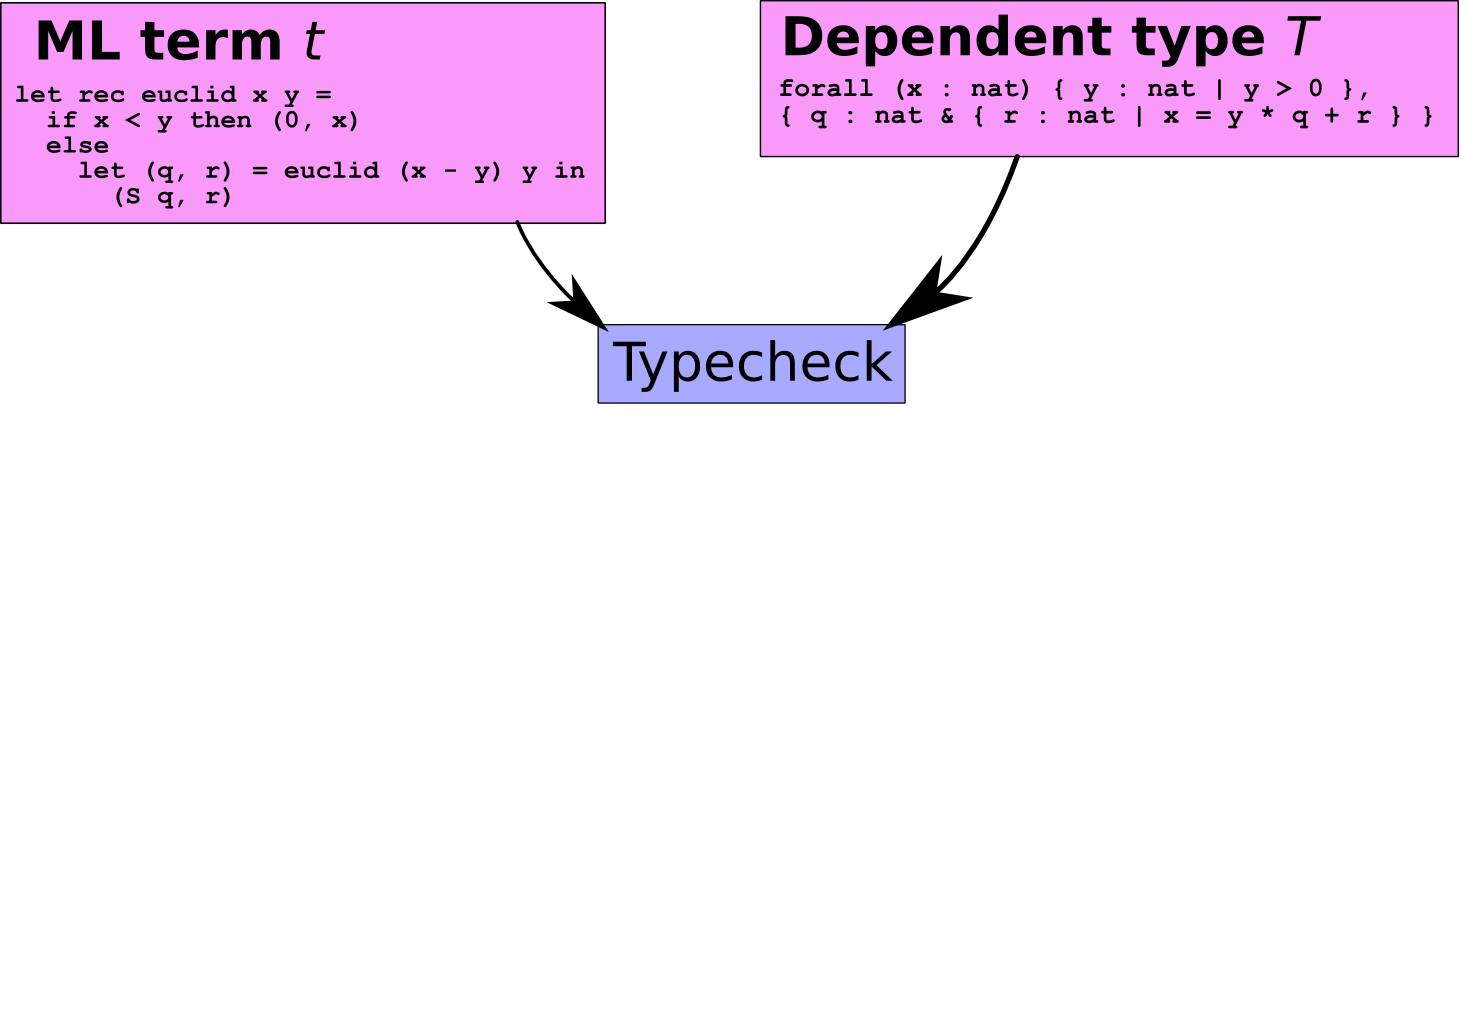 ML term t
let rec euclid x y =
  if x < y then (0, x)
  else
    let (q, r) = euclid (x - y) y in
      (S q, r)
Dependent type T
forall (x : nat) { y : nat | y > 0 },
{ q : nat & { r : nat | x = y * q + r } }
Typecheck